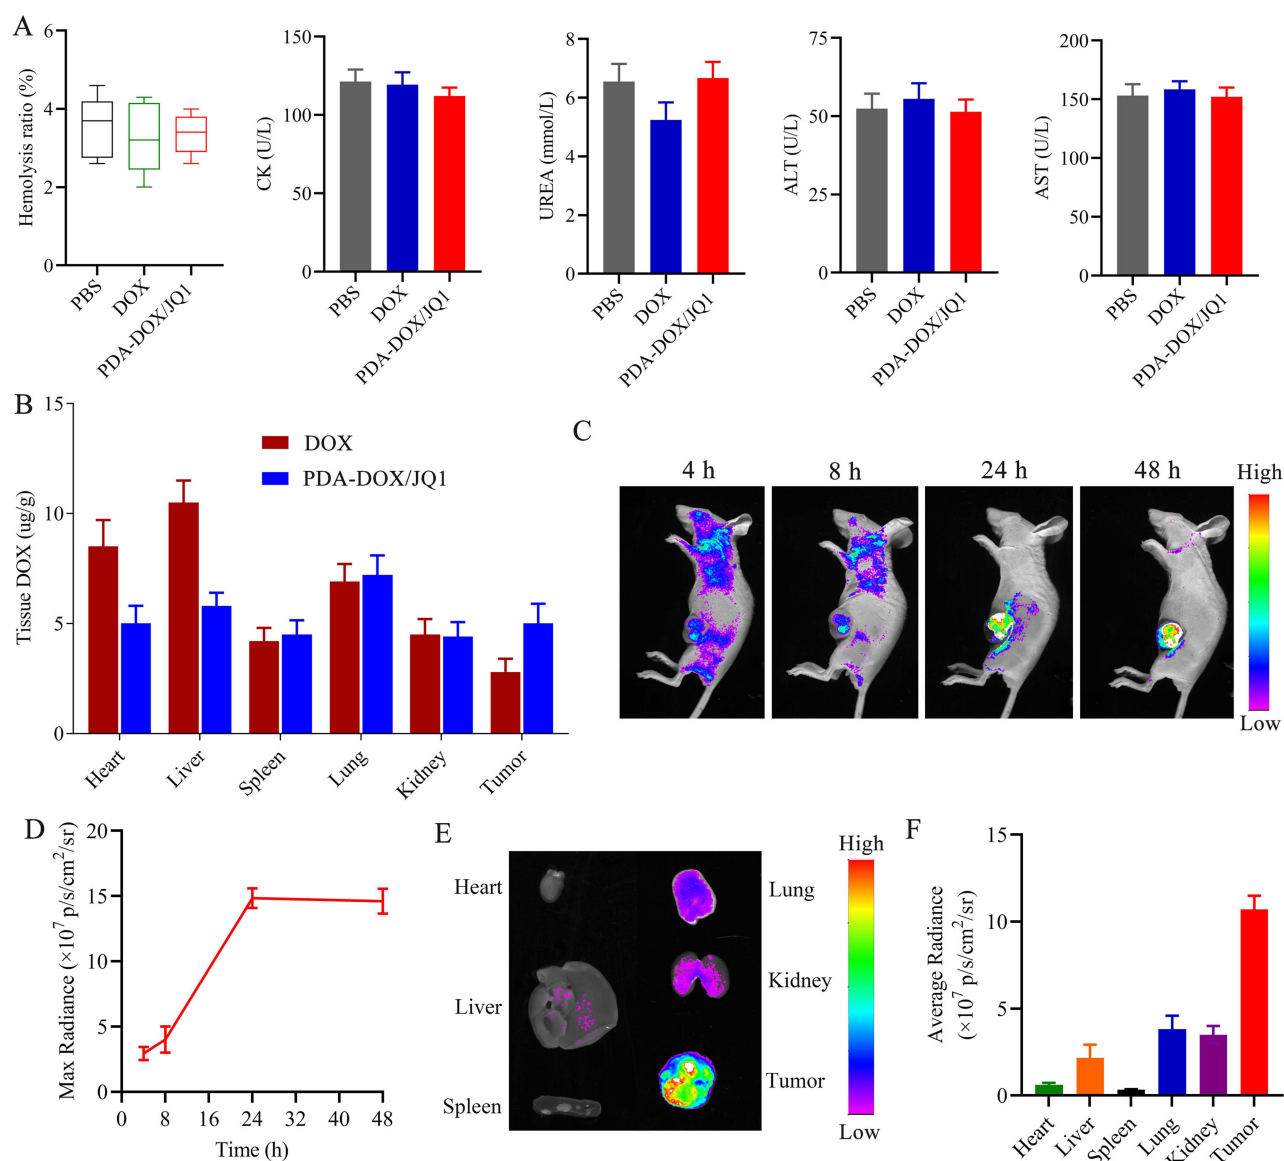 A
6
4
2
0
Hemolysis ratio (%)
PBS
DOX
PDA-DOX/JQ1
150
100
50
0
CK (U/L)
PBS
DOX
PDA-DOX/JQ1
8
6
4
2
0
UREA (mmol/L)
PBS
DOX
PDA-DOX/JQ1
75
50
25
0
ALT (U/L)
PBS
DOX
PDA-DOX/JQ1
200
150
100
50
0
AST (U/L)
PBS
DOX
PDA-DOX/JQ1
B
15
10
5
0
Tissue DOX (ug/g)
DOX
PDA-DOX/JQ1
Heart
Liver
Spleen
Lung
Kidney
Tumor
C
4 h
8 h
24 h
48 h
High
Low
D
20
15
10
5
0
Max Radiance (×10⁷ p/s/cm²/sr)
0
8
16
24
32
40
48
Time (h)
E
Heart
Liver
Spleen
Lung
Kidney
Tumor
High
Low
F
15
10
5
0
Average Radiance
(×10⁷ p/s/cm²/sr)
Heart
Liver
Spleen
Lung
Kidney
Tumor